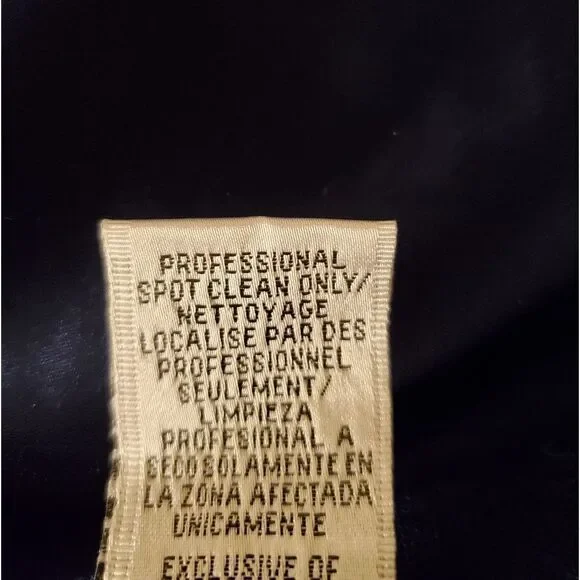 PROFESSIONAL
SPOT CLEAN ONLY/
NETTOYAGE
LOCALISE PAR DES
PROFESSIONNEL
SEULEMENT/
LIMPIEZA
PROFESIONAL A
SECO SOLAMENTE EN
LA ZONA AFECTADA
UNICAMENTE
EXCLUSIVE OF